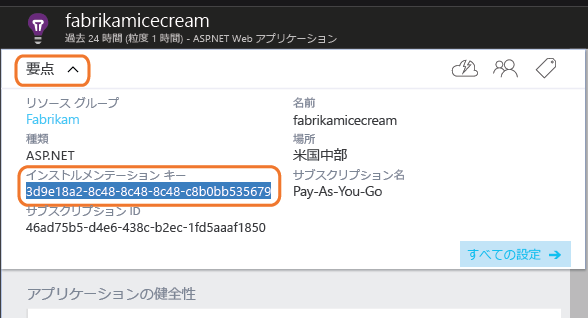 fabrikamicecream
過去 24 時間 (粒度 1 時間) - ASP.NET Web アプリケーション
要点
リソース グループ
Fabrikam
名前
fabrikamicecream
種類
ASP.NET
場所
米国中部
インストルメンテーション キー
3d9e18a2-8c48-8c48-8c48-c8b0bb535679
サブスクリプション名
Pay-As-You-Go
サブスクリプション ID
46ad75b5-d4e6-438c-b2ec-1fd5aaaf1850
すべての設定
アプリケーションの健全性